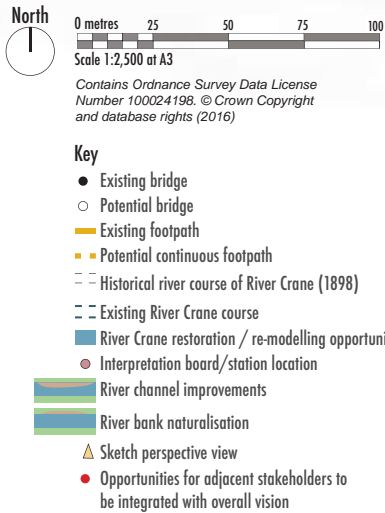 North
0 metres 25 50 75 100
Scale 1:2,500 at A3
Contains Ordnance Survey Data License
Number 100024198. © Crown Copyright
and database rights (2016)
Key
Existing bridge
Potential bridge
Existing footpath
Potential continuous footpath
Historical river course of River Crane (1898)
Existing River Crane course
River Crane restoration / re-modelling opportuni
Interpretation board/station location
River channel improvements
River bank naturalisation
Sketch perspective view
Opportunities for adjacent stakeholders to
be integrated with overall vision